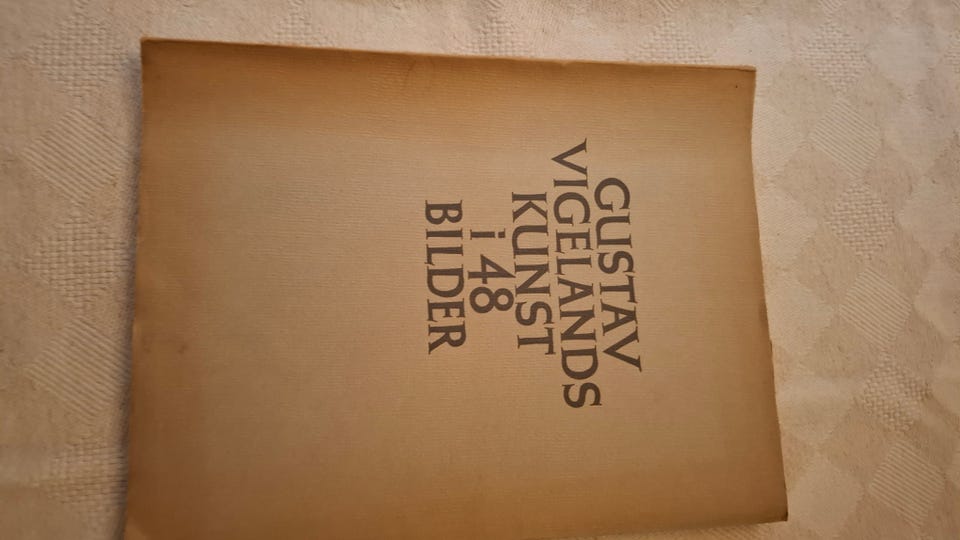 GUSTAV
VIGELANDS
KUNST
i 48
BILDER